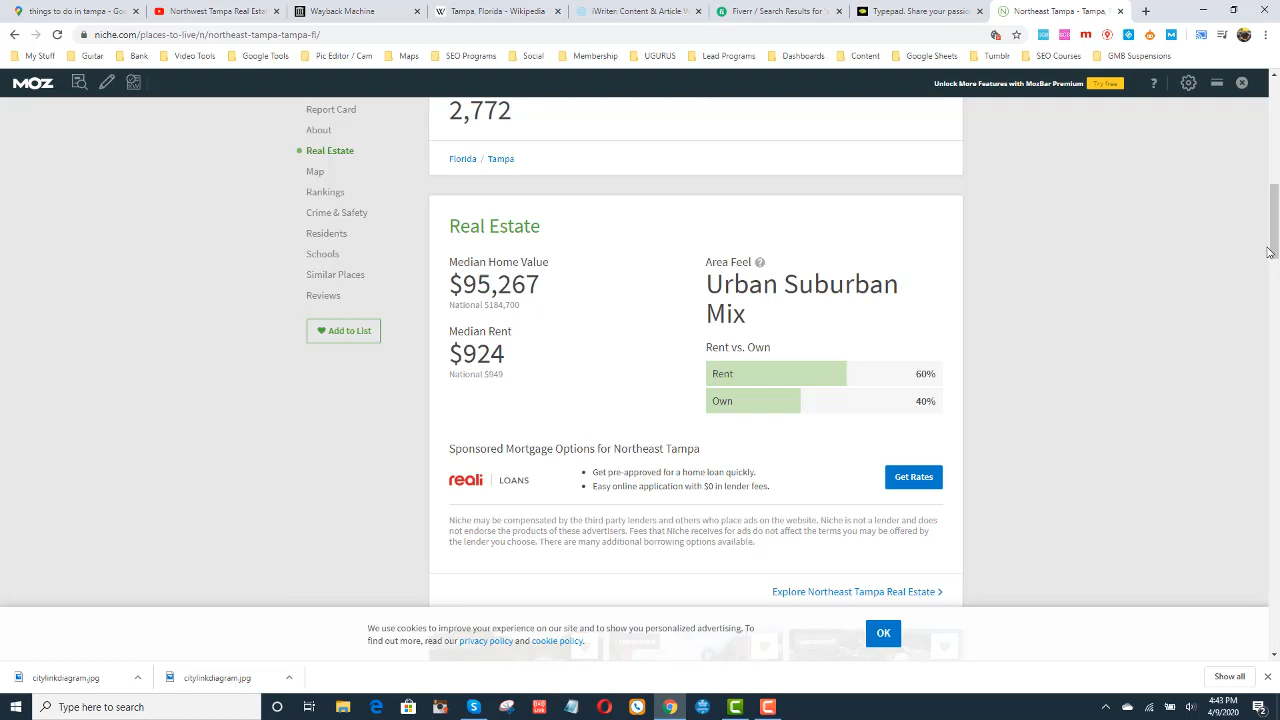 things to do in tampa - Google S
Northwest Tampa Real Estate
Wayback Machine
Tampa, Florida - Wikipedia
iWriter: Content & Article W
Fiverr / Search Results for
Typepad. Share your passion
Northeast Tampa - Tampa,
niche.com/places-to-live/n/northeast-tampa-tampa-fl/
My Stuff
Guitar
Bank
Video Tools
Google Tools
Pic Editor / Cam
Maps
SEO Programs
Social
Membership
UGURUS
Lead Programs
Dashboards
Content
Google Sheets
Tumblr
SEO Courses
GMB Suspensions
MOZ
Unlock More Features with MozBar Premium
Try free
Report Card
About
Real Estate
Map
Rankings
Crime & Safety
Residents
Schools
Similar Places
Reviews
Add to List
2,772
Florida / Tampa
Real Estate
Median Home Value
$95,267
National $184,700
Median Rent
$924
National $949
Area Feel ?
Urban Suburban
Mix
Rent vs. Own
Rent 60%
Own 40%
Sponsored Mortgage Options for Northeast Tampa
reali | LOANS
• Get pre-approved for a home loan quickly.
• Easy online application with $0 in lender fees.
Get Rates
Niche may be compensated by the third party lenders and others who place ads on the website. Niche is not a lender and does
not endorse the products of these advertisers. Fees that Niche receives for ads do not affect the terms you may be offered by
the lender you choose. There are many additional borrowing options available.
Explore Northeast Tampa Real Estate
We use cookies to improve your experience on our site and to show you personalized advertising. To
find out more, read our privacy policy and cookie policy.
OK
citylinkdiagram.jpg
citylinkdiagram.jpg
Show all
Type here to search
4:43 PM
4/9/2020